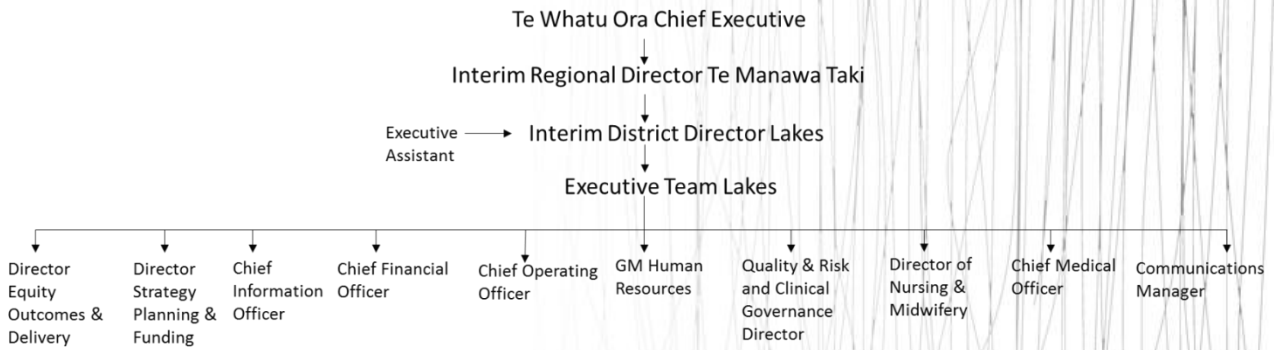 Te Whatu Ora Chief Executive
Interim Regional Director Te Manawa Taki
Executive
Assistant
Interim District Director Lakes
Executive Team Lakes
Director
Equity
Outcomes &
Delivery
Director
Strategy
Planning &
Funding
Chief
Information
Officer
Chief Financial
Officer
Chief Operating
Officer
GM Human
Resources
Quality & Risk
and Clinical
Governance
Director
Director of
Nursing &
Midwifery
Chief Medical
Officer
Communications
Manager